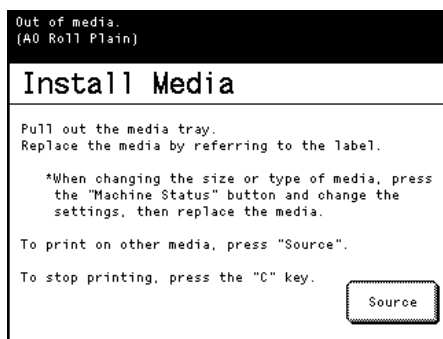 Out of media.
(A0 Roll Plain)
Install Media
Pull out the media tray.
Replace the media by referring to the label.
*When changing the size or type of media, press
the "Machine Status" button and change the
settings, then replace the media.
To print on other media, press "Source".
To stop printing, press the "C" key.
Source